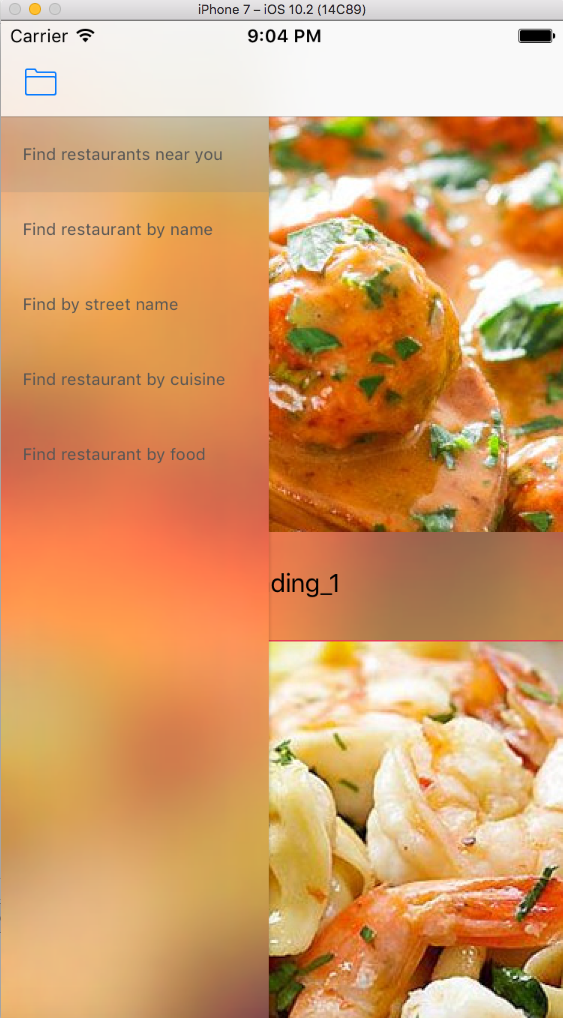 iPhone 7 – iOS 10.2 (14C89)
Carrier 9:04 PM
Find restaurants near you
Find restaurant by name
Find by street name
Find restaurant by cuisine
Find restaurant by food
ding_1